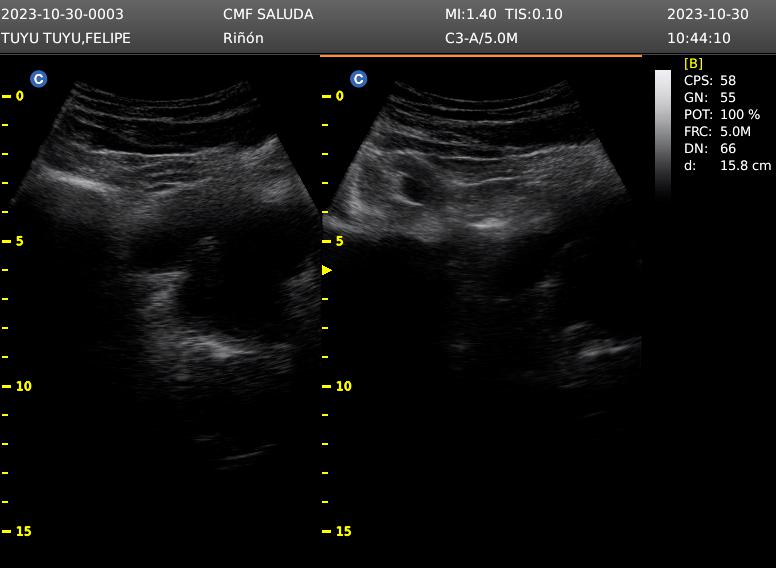 2023-10-30-0003 CMF SALUDA MI:1.40 TIS:0.10 2023-10-30
TUYU TUYU,FELIPE Riñón C3-A/5.0M 10:44:10
[B]
C C
CPS: 58
0 0
GN: 55
POT: 100 %
FRC: 5.0M
DN: 66
d: 15.8 cm
5 5
10 10
15 15